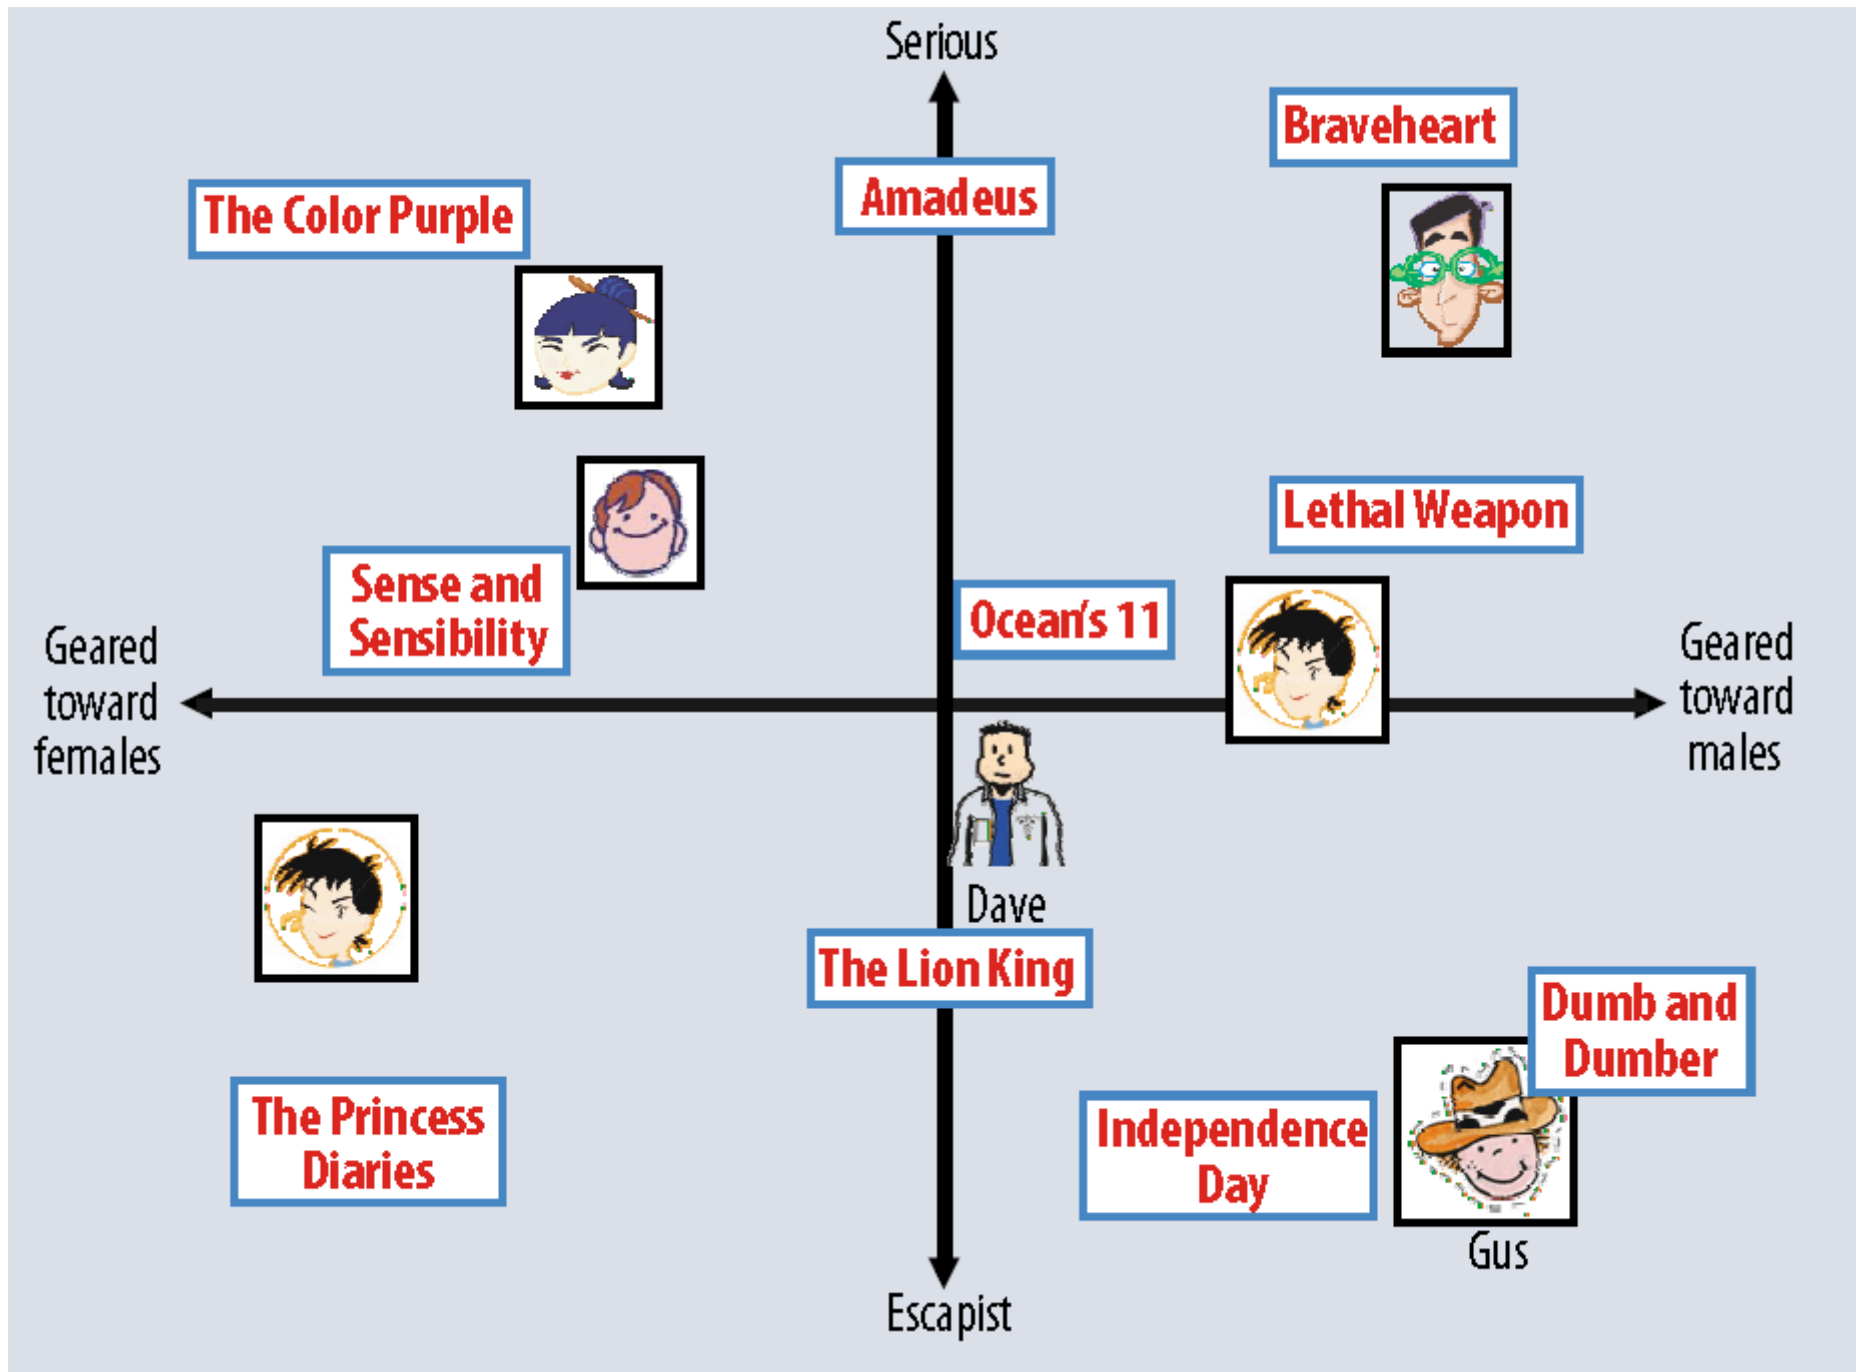 Serious
Braveheart
Amadeus
The Color Purple
Lethal Weapon
Sense and
Sensibility
Ocean's 11
Geared
toward
females
Geared
toward
males
Dave
The Lion King
Dumb and
Dumber
The Princess
Diaries
Independence
Day
Gus
Escapist